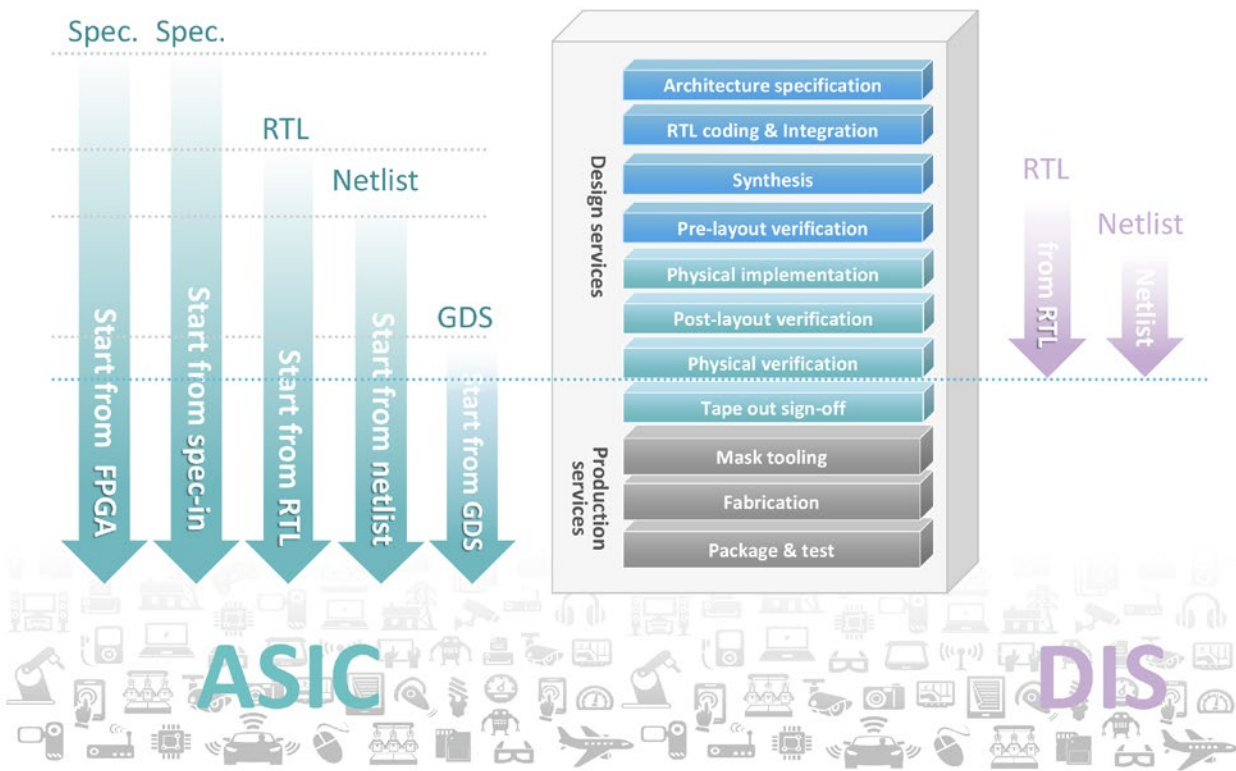 Spec.
Spec.
RTL
Netlist
GDS
Start from FPGA
Start from spec-in
Start from RTL
Start from netlist
Start from GDS
Design services
Production
services
Architecture specification
RTL coding & Integration
Synthesis
Pre-layout verification
Physical implementation
Post-layout verification
Physical verification
Tape out sign-off
Mask tooling
Fabrication
Package & test
RTL
Netlist
from RTL
Netlist
ASIC
DIS